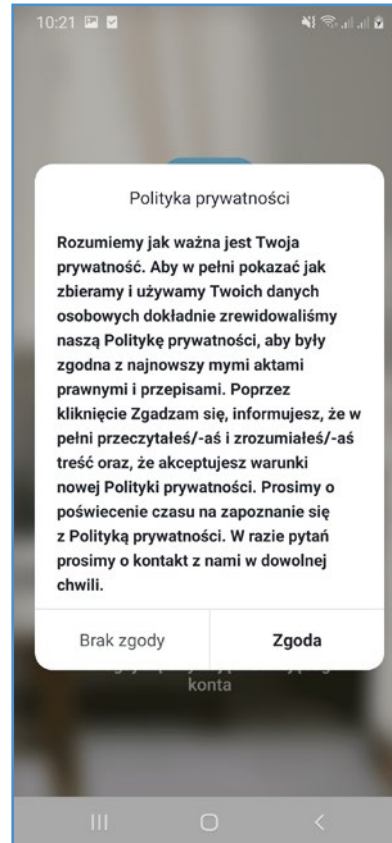 10:21
Polityka prywatności
Rozumiemy jak ważna jest Twoja
prywatność. Aby w pełni pokazać jak
zbieramy i używamy Twoich danych
osobowych dokładnie zrewidowaliśmy
naszą Politykę prywatności, aby były
zgodna z najnowszy mymi aktami
prawnymi i przepisami. Poprzez
kliknięcie Zgadzam się, informujesz, że w
pełni przeczytałeś/-aś i zrozumiałeś/-aś
treść oraz, że akceptujesz warunki
nowej Polityki prywatności. Prosimy o
poświecenie czasu na zapoznanie się
z Polityką prywatności. W razie pytań
prosimy o kontakt z nami w dowolnej
chwili.
Brak zgody Zgoda
konta